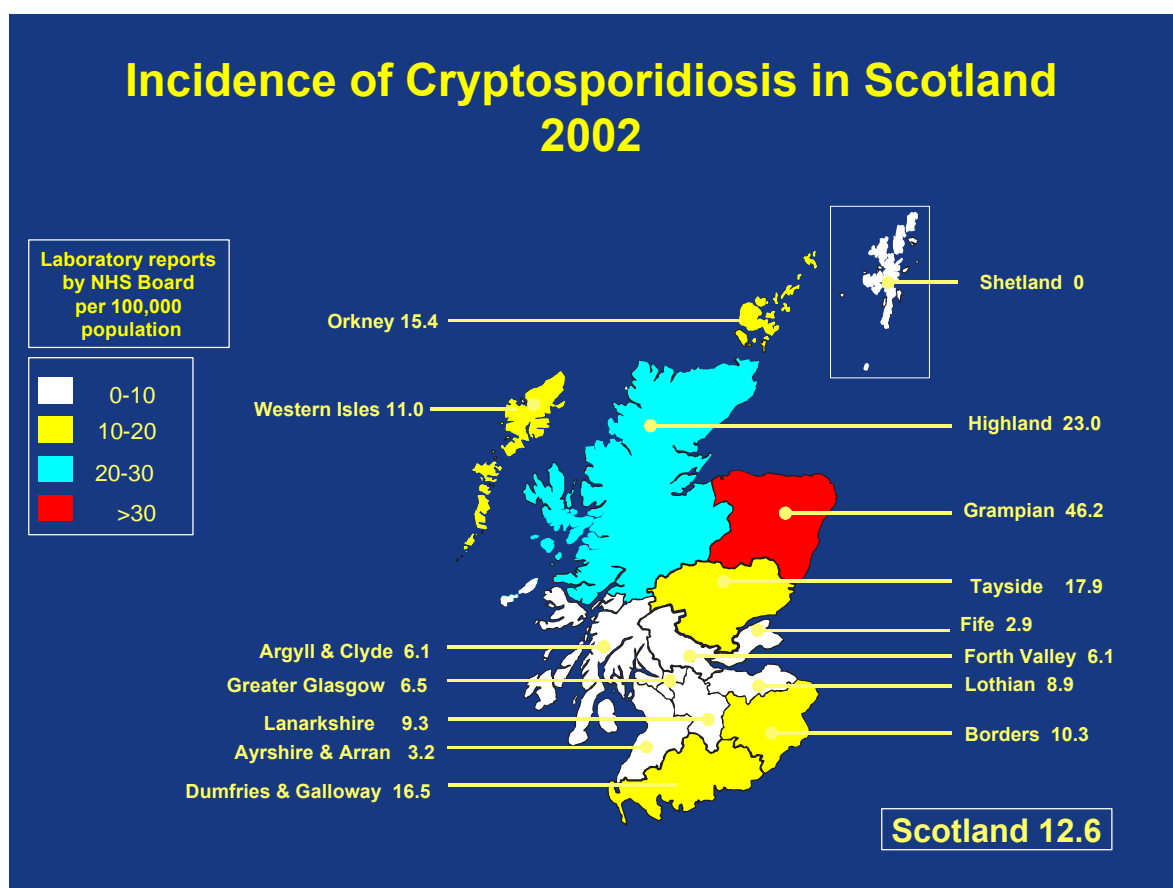 Incidence of Cryptosporidiosis in Scotland
2002
Laboratory reports
by NHS Board
per 100,000
population
0-10
10-20
20-30
>30
Shetland 0
Orkney 15.4
Western Isles 11.0
Highland 23.0
Grampian 46.2
Tayside 17.9
Fife 2.9
Argyll & Clyde 6.1
Forth Valley 6.1
Greater Glasgow 6.5
Lothian 8.9
Lanarkshire 9.3
Borders 10.3
Ayrshire & Arran 3.2
Dumfries & Galloway 16.5
Scotland 12.6